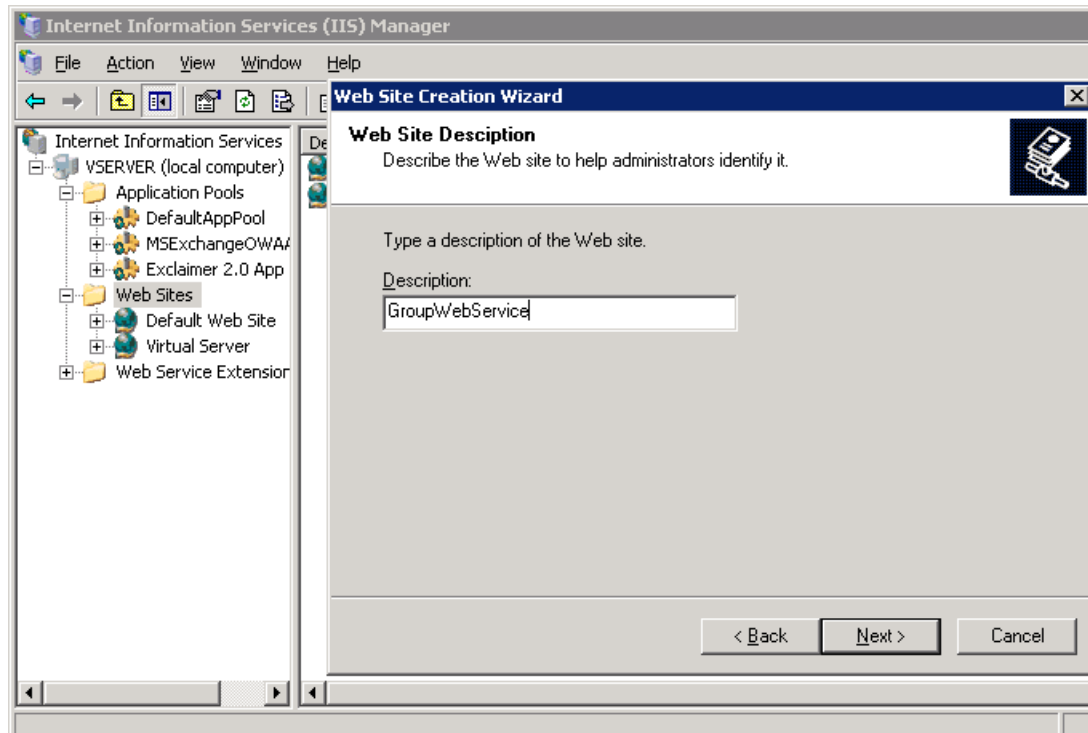 Internet Information Services (IIS) Manager
File Action View Window Help
Web Site Creation Wizard
Web Site Desciption
Describe the Web site to help administrators identify it.
Internet Information Services
De
VSERVER (local computer)
Application Pools
DefaultAppPool
MSExchangeOWAA
Exclaimer 2.0 App
Web Sites
Default Web Site
Virtual Server
Web Service Extension
Type a description of the Web site.
Description:
GroupWebService
< Back Next > Cancel